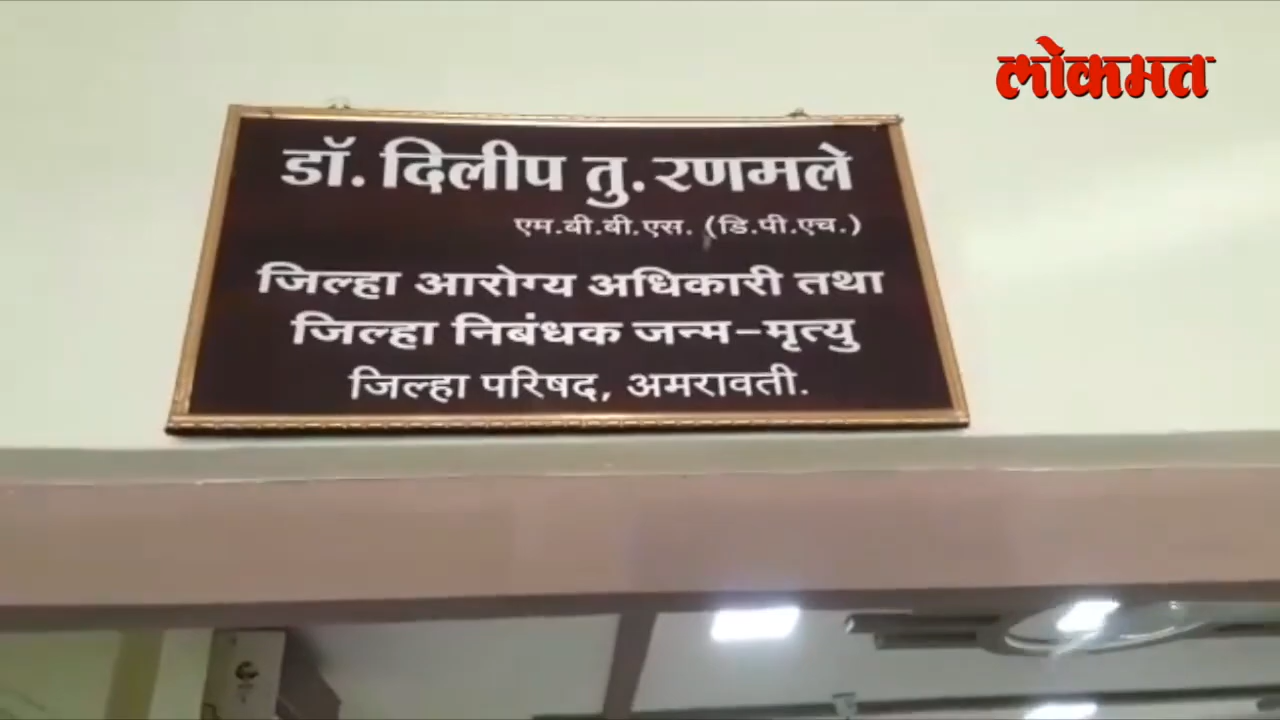 लोकमत
डॉ. दिलीप तु. रणमले
एम.बी.बी.एस. (डि.पी.एच.)
जिल्हा आरोग्य अधिकारी तथा
जिल्हा निबंधक जन्म-मृत्यु
जिल्हा परिषद, अमरावती.